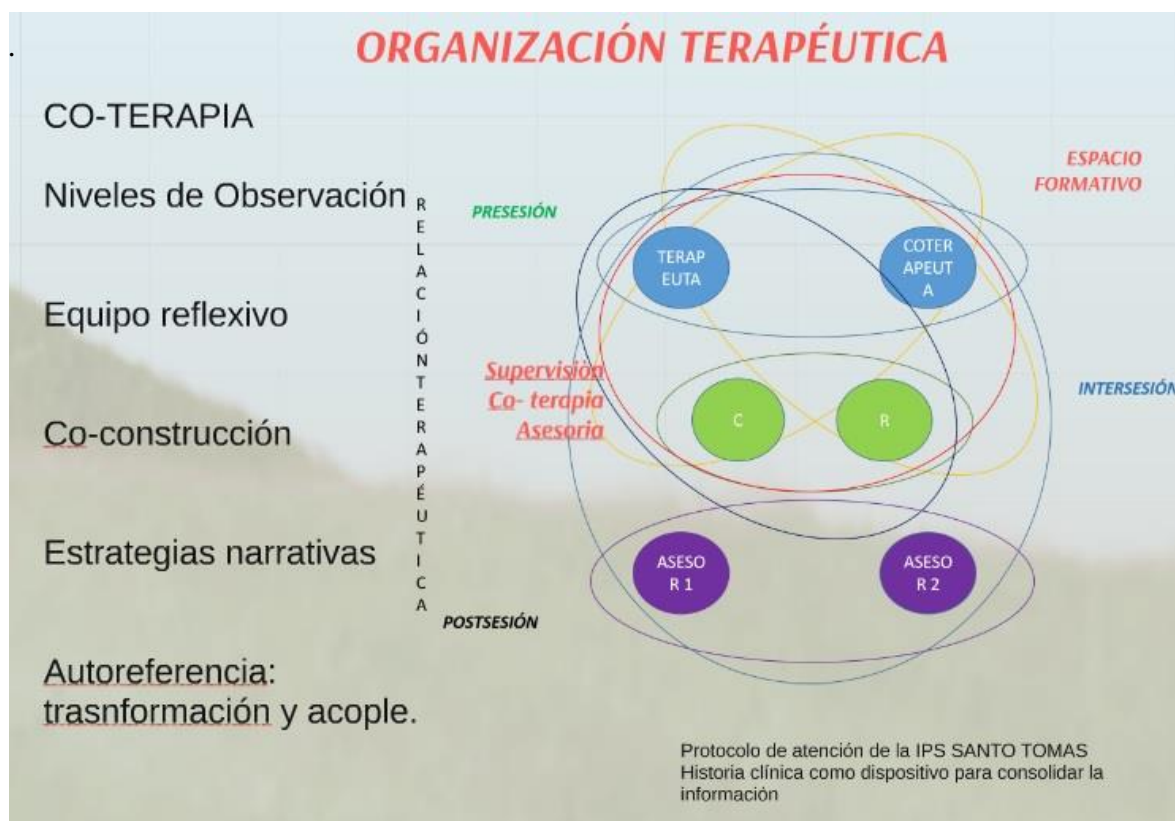 .
ORGANIZACIÓN TERAPÉUTICA
CO-TERAPIA
Niveles de Observación
Equipo reflexivo
Co-construcción
Estrategias narrativas
Autoreferencia:
trasnformación y acople.
RELACIÓNTERAPÉUTICA
PRESESIÓN
ESPACIO
FORMATIVO
TERAP
EUTA
COTER
APEUT
A
Supervisiòn
Co- terapia
Asesoria
INTERSESIÓN
C
R
ASESO
R 1
ASESO
R 2
POSTSESIÓN
Protocolo de atención de la IPS SANTO TOMAS
Historia clínica como dispositivo para consolidar la
información